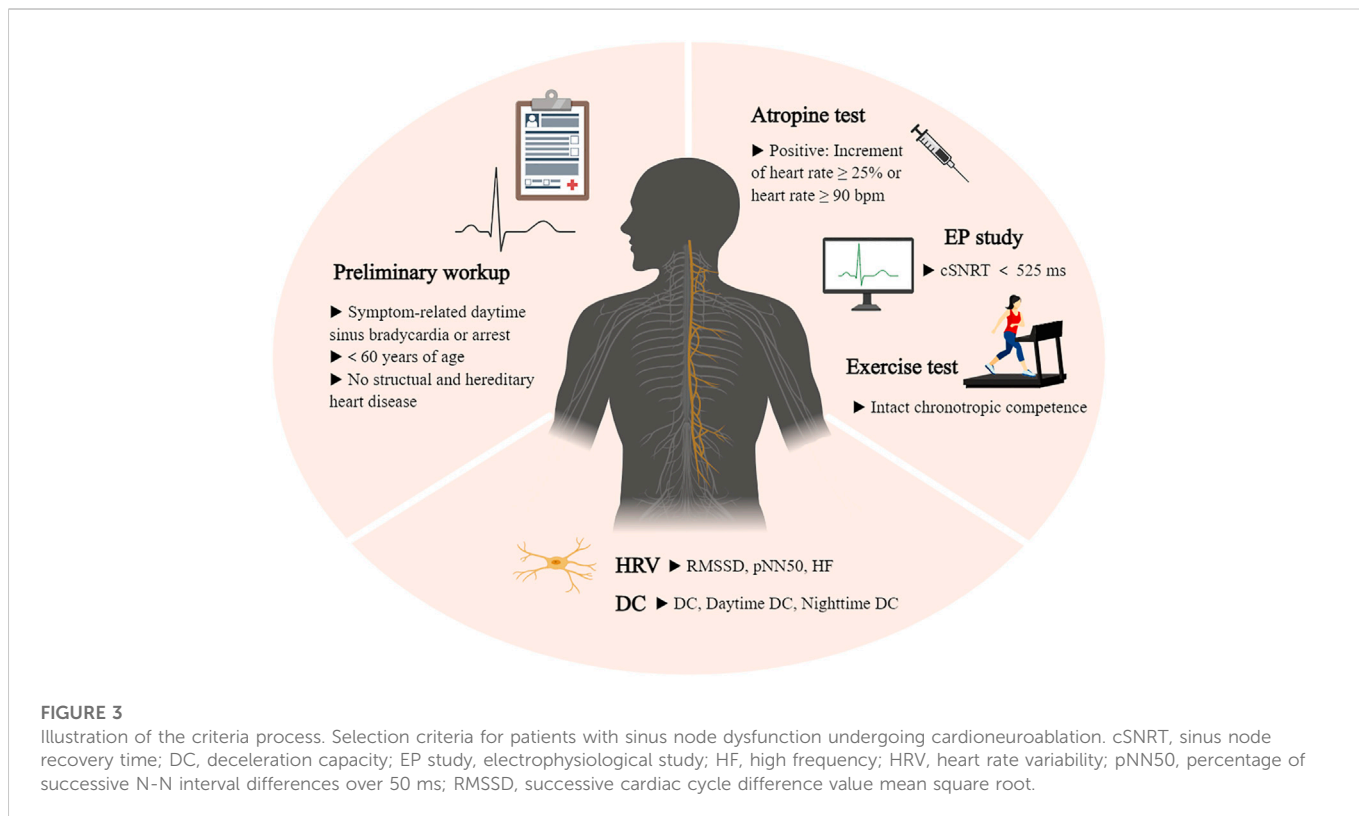 Preliminary workup
▶ Symptom-related daytime
sinus bradycardia or arrest
▶ < 60 years of age
▶ No structual and hereditary
heart disease
Atropine test
▶ Positive: Increment
of heart rate ≥ 25% or
heart rate ≥ 90 bpm
EP study
▶ cSNRT < 525 ms
Exercise test
▶ Intact chronotropic competence
HRV ▶ RMSSD, pNN50, HF
DC ▶ DC, Daytime DC, Nighttime DC
FIGURE 3
Illustration of the criteria process. Selection criteria for patients with sinus node dysfunction undergoing cardioneuroablation. cSNRT, sinus node
recovery time; DC, deceleration capacity; EP study, electrophysiological study; HF, high frequency; HRV, heart rate variability; pNN50, percentage of
successive N-N interval differences over 50 ms; RMSSD, successive cardiac cycle difference value mean square root.